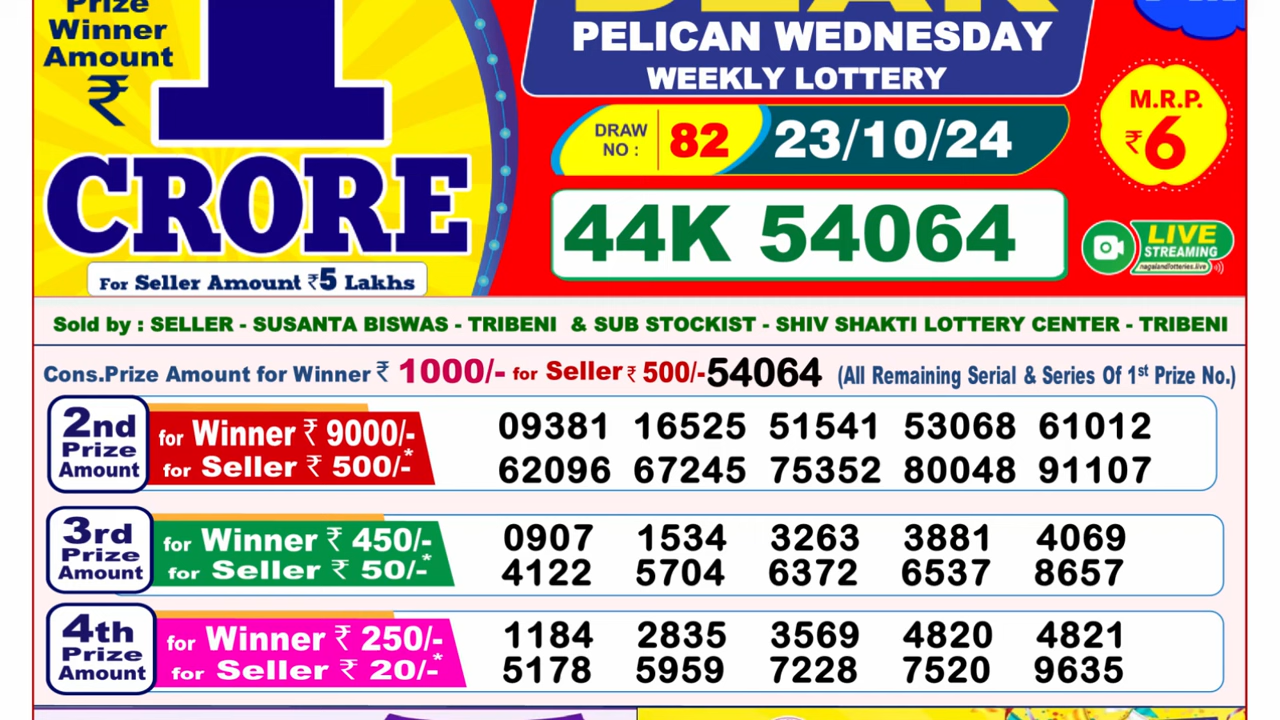 Prize
Winner
Amount
₹
1
CRORE
For Seller Amount ₹5 Lakhs
DEAR
PELICAN WEDNESDAY
WEEKLY LOTTERY
DRAW NO : 82 23/10/24
M.R.P.
₹6
44K 54064
LIVE
STREAMING
nagalandlotteries.live
Sold by : SELLER - SUSANTA BISWAS - TRIBENI & SUB STOCKIST - SHIV SHAKTI LOTTERY CENTER - TRIBENI
Cons.Prize Amount for Winner ₹ 1000/- for Seller ₹ 500/- 54064 (All Remaining Serial & Series Of 1st Prize No.)
2nd
Prize
Amount
for Winner ₹ 9000/-
for Seller ₹ 500/-*
09381 16525 51541 53068 61012
62096 67245 75352 80048 91107
3rd
Prize
Amount
for Winner ₹ 450/-
for Seller ₹ 50/-*
0907 1534 3263 3881 4069
4122 5704 6372 6537 8657
4th
Prize
Amount
for Winner ₹ 250/-
for Seller ₹ 20/-*
1184 2835 3569 4820 4821
5178 5959 7228 7520 9635